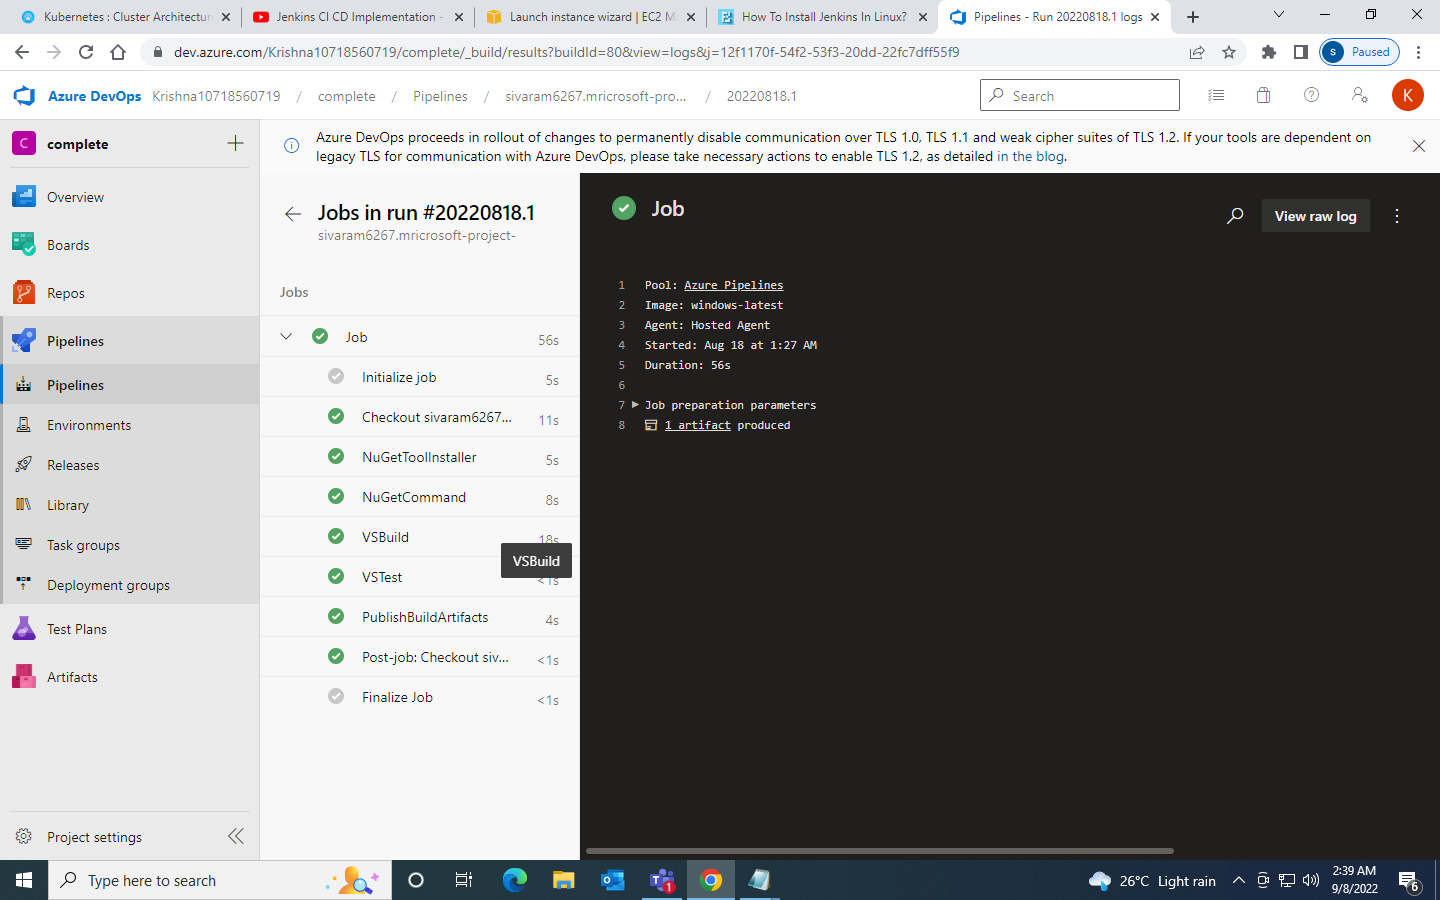 Kubernetes : Cluster Architectur
Jenkins CI CD Implementation -
Launch instance wizard | EC2 M
How To Install Jenkins In Linux?
Pipelines - Run 20220818.1 logs
dev.azure.com/Krishna10718560719/complete/_build/results?buildId=80&view=logs&j=12f1170f-54f2-53f3-20dd-22fc7dff55f9
s Paused
Azure DevOps Krishna10718560719 / complete / Pipelines / sivaram6267.mricrosoft-pro... / 20220818.1
Search
K
C complete
Azure DevOps proceeds in rollout of changes to permanently disable communication over TLS 1.0, TLS 1.1 and weak cipher suites of TLS 1.2. If your tools are dependent on
legacy TLS for communication with Azure DevOps, please take necessary actions to enable TLS 1.2, as detailed in the blog.
Overview
Boards
Repos
Pipelines
Pipelines
Environments
Releases
Library
Task groups
Deployment groups
Test Plans
Artifacts
Project settings
Jobs in run #20220818.1
sivaram6267.mricrosoft-project-
Jobs
Job 56s
Initialize job 5s
Checkout sivaram6267... 11s
NuGetToolInstaller 5s
NuGetCommand 8s
VSBuild 18s
VSBuild
VSTest <1s
PublishBuildArtifacts 4s
Post-job: Checkout siv... <1s
Finalize Job <1s
Job
View raw log
1 Pool: Azure Pipelines
2 Image: windows-latest
3 Agent: Hosted Agent
4 Started: Aug 18 at 1:27 AM
5 Duration: 56s
6
7 Job preparation parameters
8 1 artifact produced
Type here to search
1
26°C Light rain
2:39 AM
9/8/2022
6